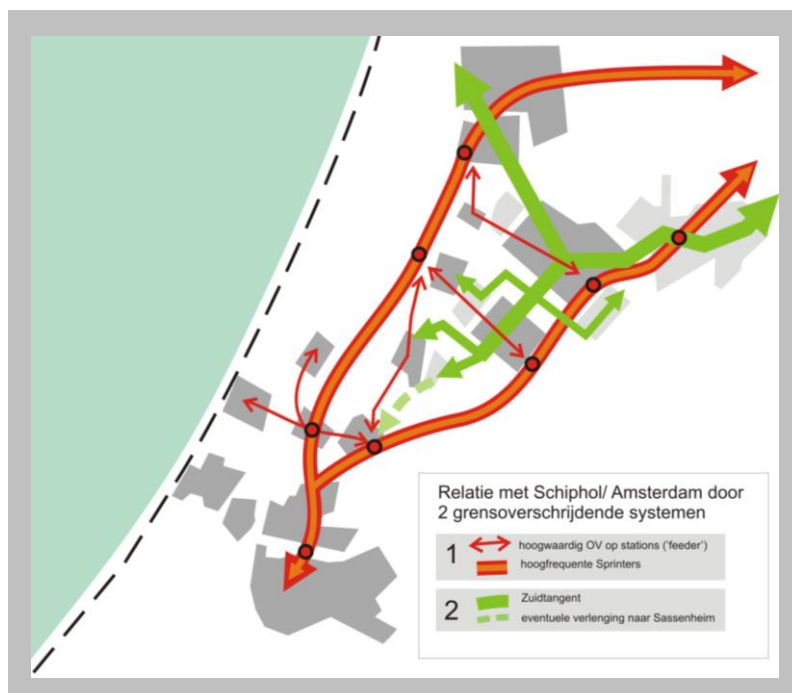 Relatie met Schiphol/ Amsterdam door
2 grensoverschrijdende systemen
1
hoogwaardig OV op stations ('feeder')
hoogfrequente Sprinters
2
Zuidtangent
eventuele verlenging naar Sassenheim